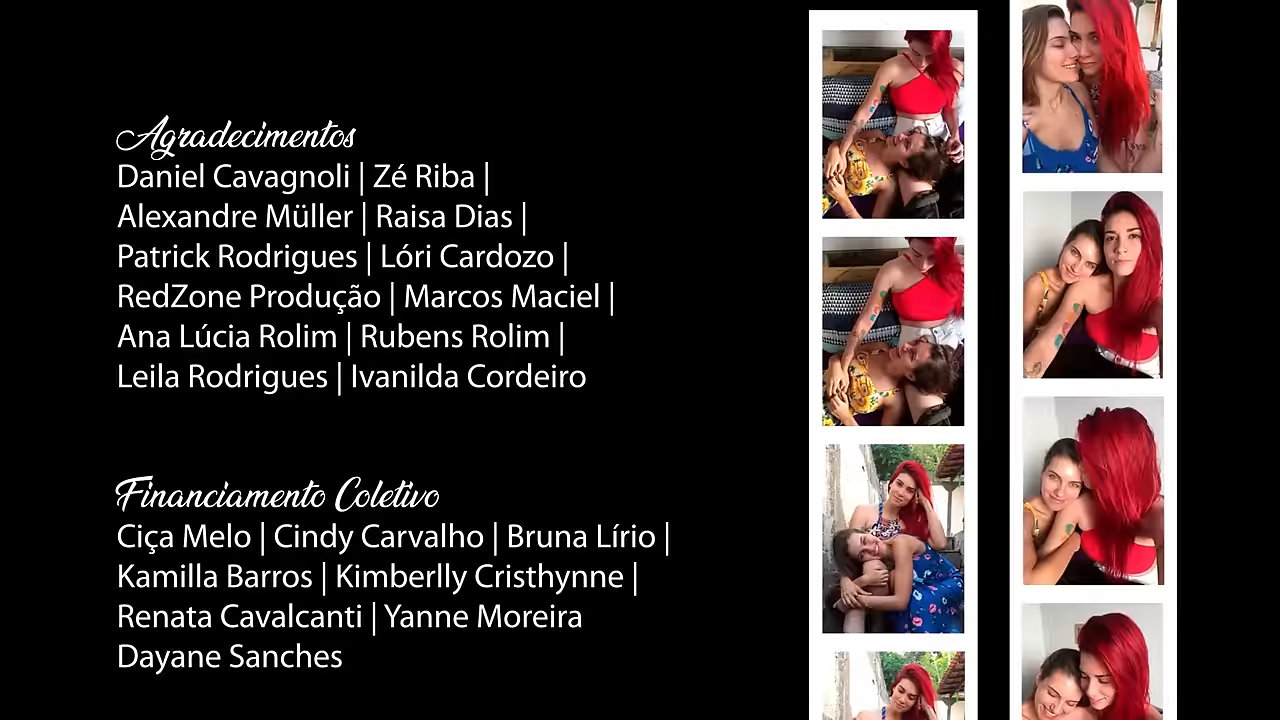 Agradecimentos
Daniel Cavagnoli | Zé Riba |
Alexandre Müller | Raisa Dias |
Patrick Rodrigues | Lóri Cardozo |
RedZone Produção | Marcos Maciel |
Ana Lúcia Rolim | Rubens Rolim |
Leila Rodrigues | Ivanilda Cordeiro
Financiamento Coletivo
Ciça Melo | Cindy Carvalho | Bruna Lírio |
Kamilla Barros | Kimberlly Cristhynne |
Renata Cavalcanti | Yanne Moreira
Dayane Sanches